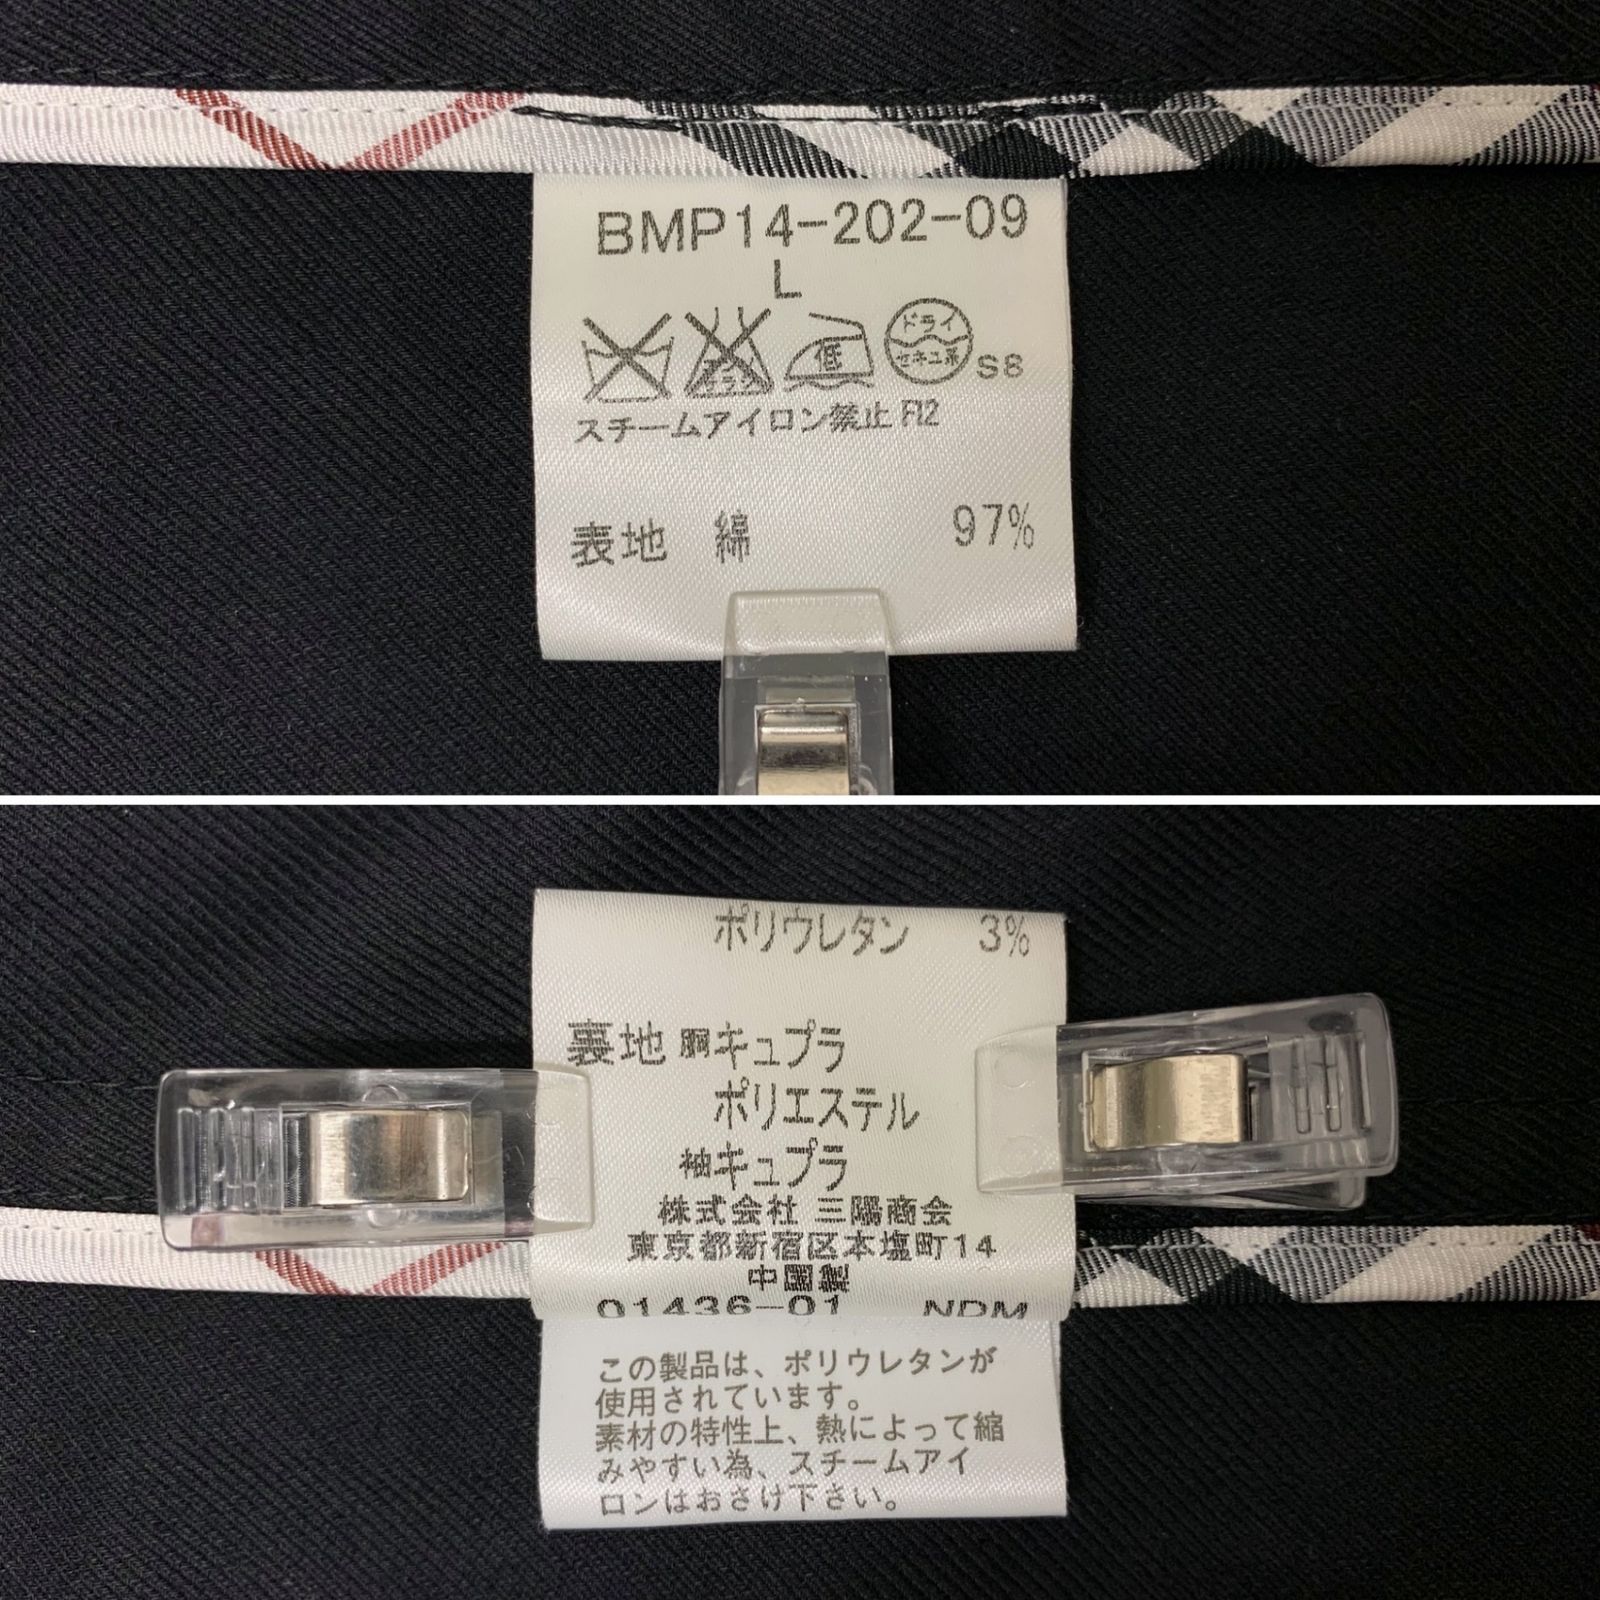 BMP14-202-09
L
ドライ
低
セキユ系
S8
スチームアイロン禁止 F12
表地 綿 97%
ポリウレタン 3%
裏地 胴キュプラ
ポリエステル
袖キュプラ
株式会社 三陽商会
東京都新宿区本塩町14
中国製
01436-01 NDM
この製品は、ポリウレタンが
使用されています。
素材の特性上、熱によって縮
みやすい為、スチームアイ
ロンはおさけ下さい。